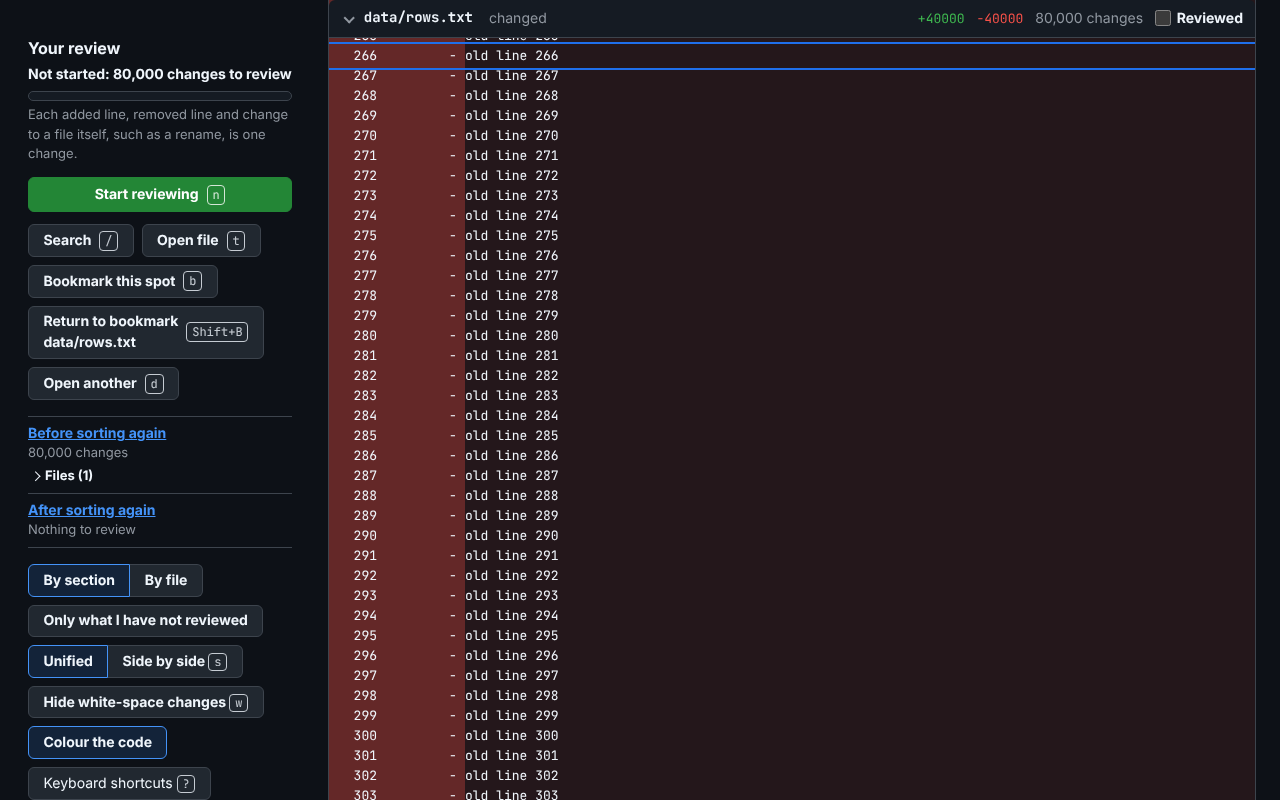 Your review
Not started: 80,000 changes to review
Each added line, removed line and change
to a file itself, such as a rename, is one
change.
Start reviewing n
Search / Open file t
Bookmark this spot b
Return to bookmark
data/rows.txt Shift+B
Open another d
Before sorting again
80,000 changes
Files (1)
After sorting again
Nothing to review
By section By file
Only what I have not reviewed
Unified Side by side s
Hide white-space changes w
Colour the code
Keyboard shortcuts ?
data/rows.txt changed +40000 -40000 80,000 changes Reviewed
266 - old line 266
267 - old line 267
268 - old line 268
269 - old line 269
270 - old line 270
271 - old line 271
272 - old line 272
273 - old line 273
274 - old line 274
275 - old line 275
276 - old line 276
277 - old line 277
278 - old line 278
279 - old line 279
280 - old line 280
281 - old line 281
282 - old line 282
283 - old line 283
284 - old line 284
285 - old line 285
286 - old line 286
287 - old line 287
288 - old line 288
289 - old line 289
290 - old line 290
291 - old line 291
292 - old line 292
293 - old line 293
294 - old line 294
295 - old line 295
296 - old line 296
297 - old line 297
298 - old line 298
299 - old line 299
300 - old line 300
301 - old line 301
302 - old line 302
303 - old line 303